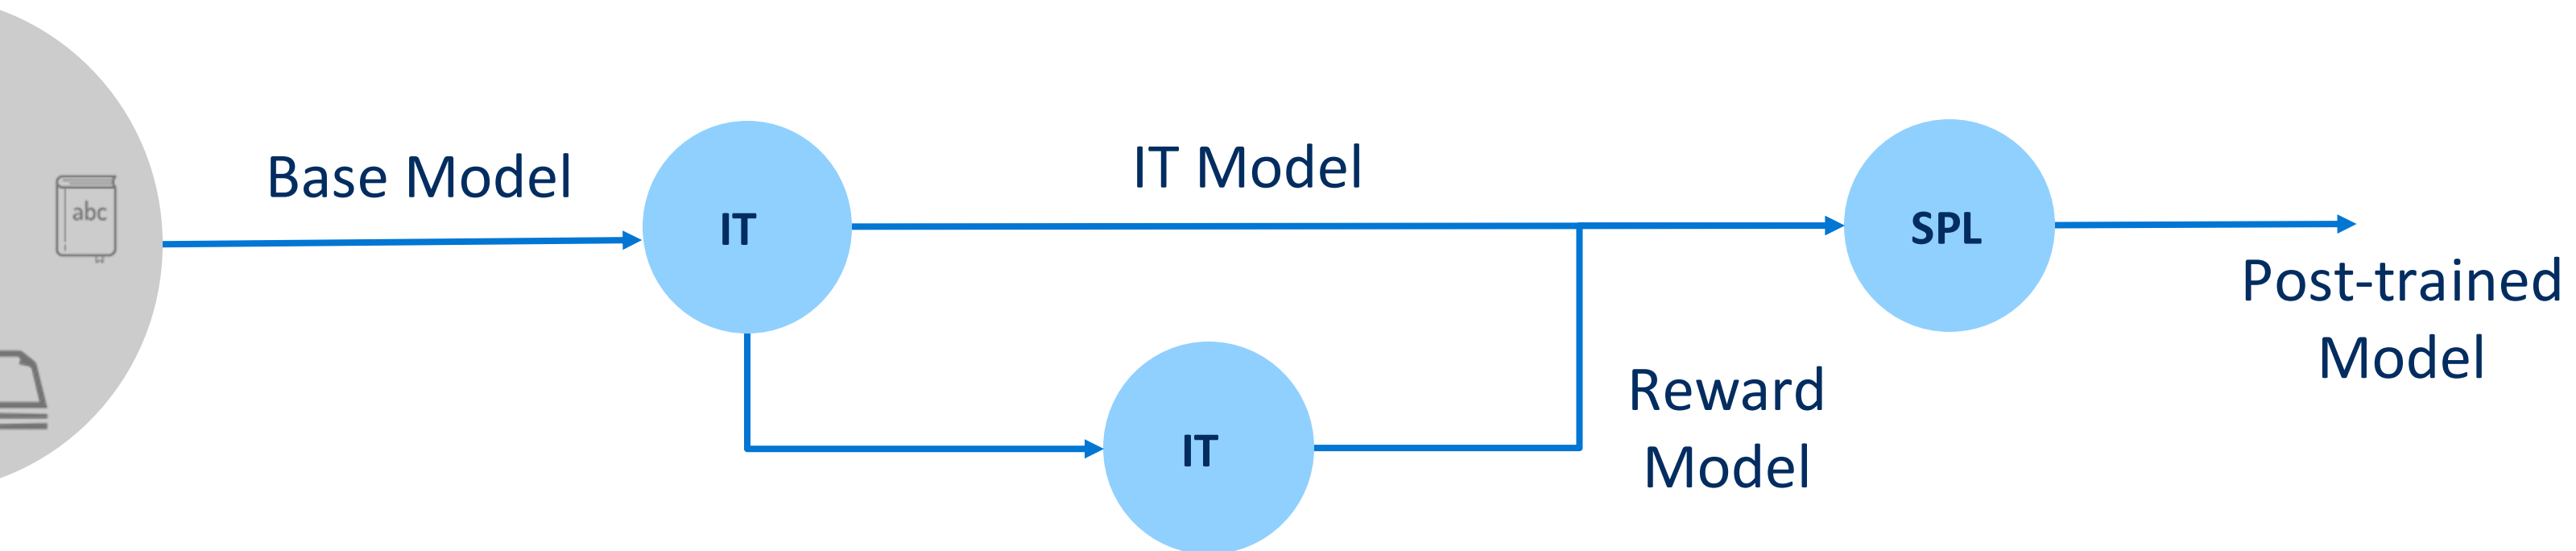 abc
Base Model
IT
IT Model
SPL
Post-trained
Model
IT
Reward
Model